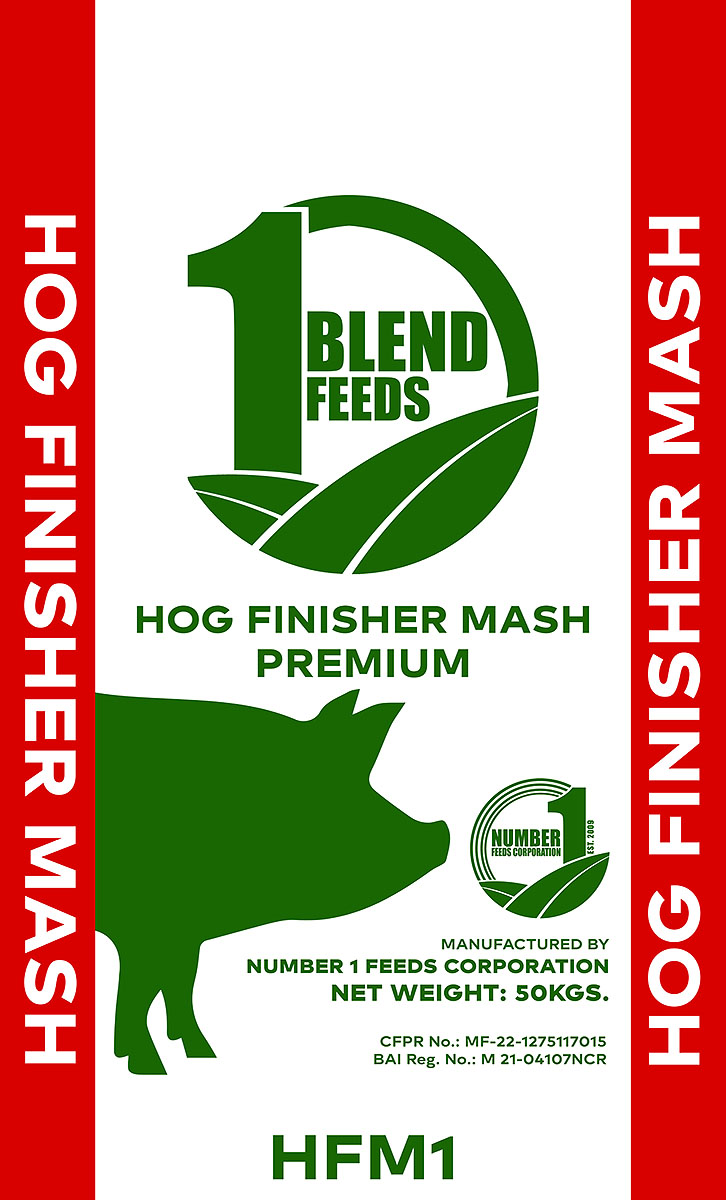 HOG FINISHER MASH
1 BLEND
FEEDS
HOG FINISHER MASH
PREMIUM
NUMBER 1
FEEDS CORPORATION
EST. 2009
MANUFACTURED BY
NUMBER 1 FEEDS CORPORATION
NET WEIGHT: 50KGS.
CFPR No.: MF-22-1275117015
BAI Reg. No.: M 21-04107NCR
HFM1
HOG FINISHER MASH